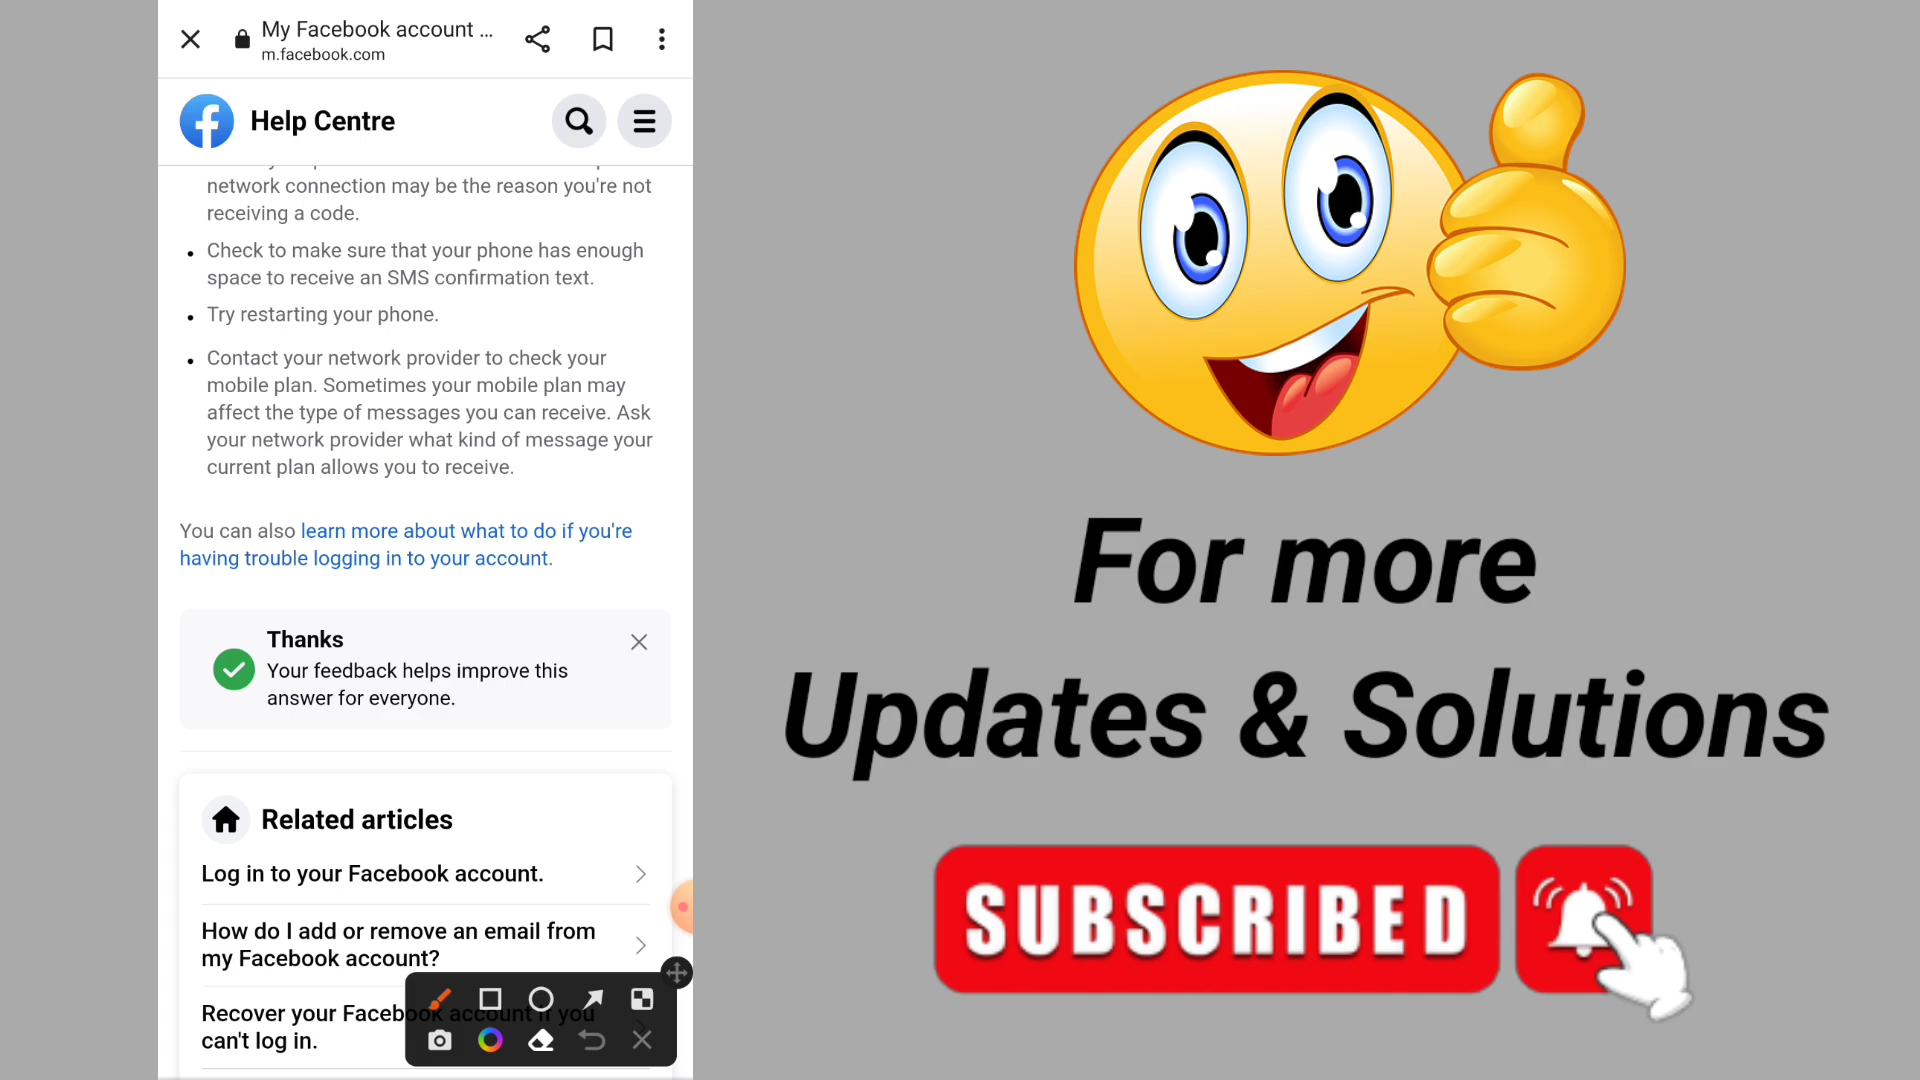 My Facebook account ...
m.facebook.com
Help Centre
network connection may be the reason you're not
receiving a code.
Check to make sure that your phone has enough
space to receive an SMS confirmation text.
Try restarting your phone.
Contact your network provider to check your
mobile plan. Sometimes your mobile plan may
affect the type of messages you can receive. Ask
your network provider what kind of message your
current plan allows you to receive.
You can also learn more about what to do if you're
having trouble logging in to your account.
Thanks
Your feedback helps improve this
answer for everyone.
Related articles
Log in to your Facebook account.
How do I add or remove an email from
my Facebook account?
Recover your Facebook account if you
can't log in.
For more
Updates & Solutions
SUBSCRIBED